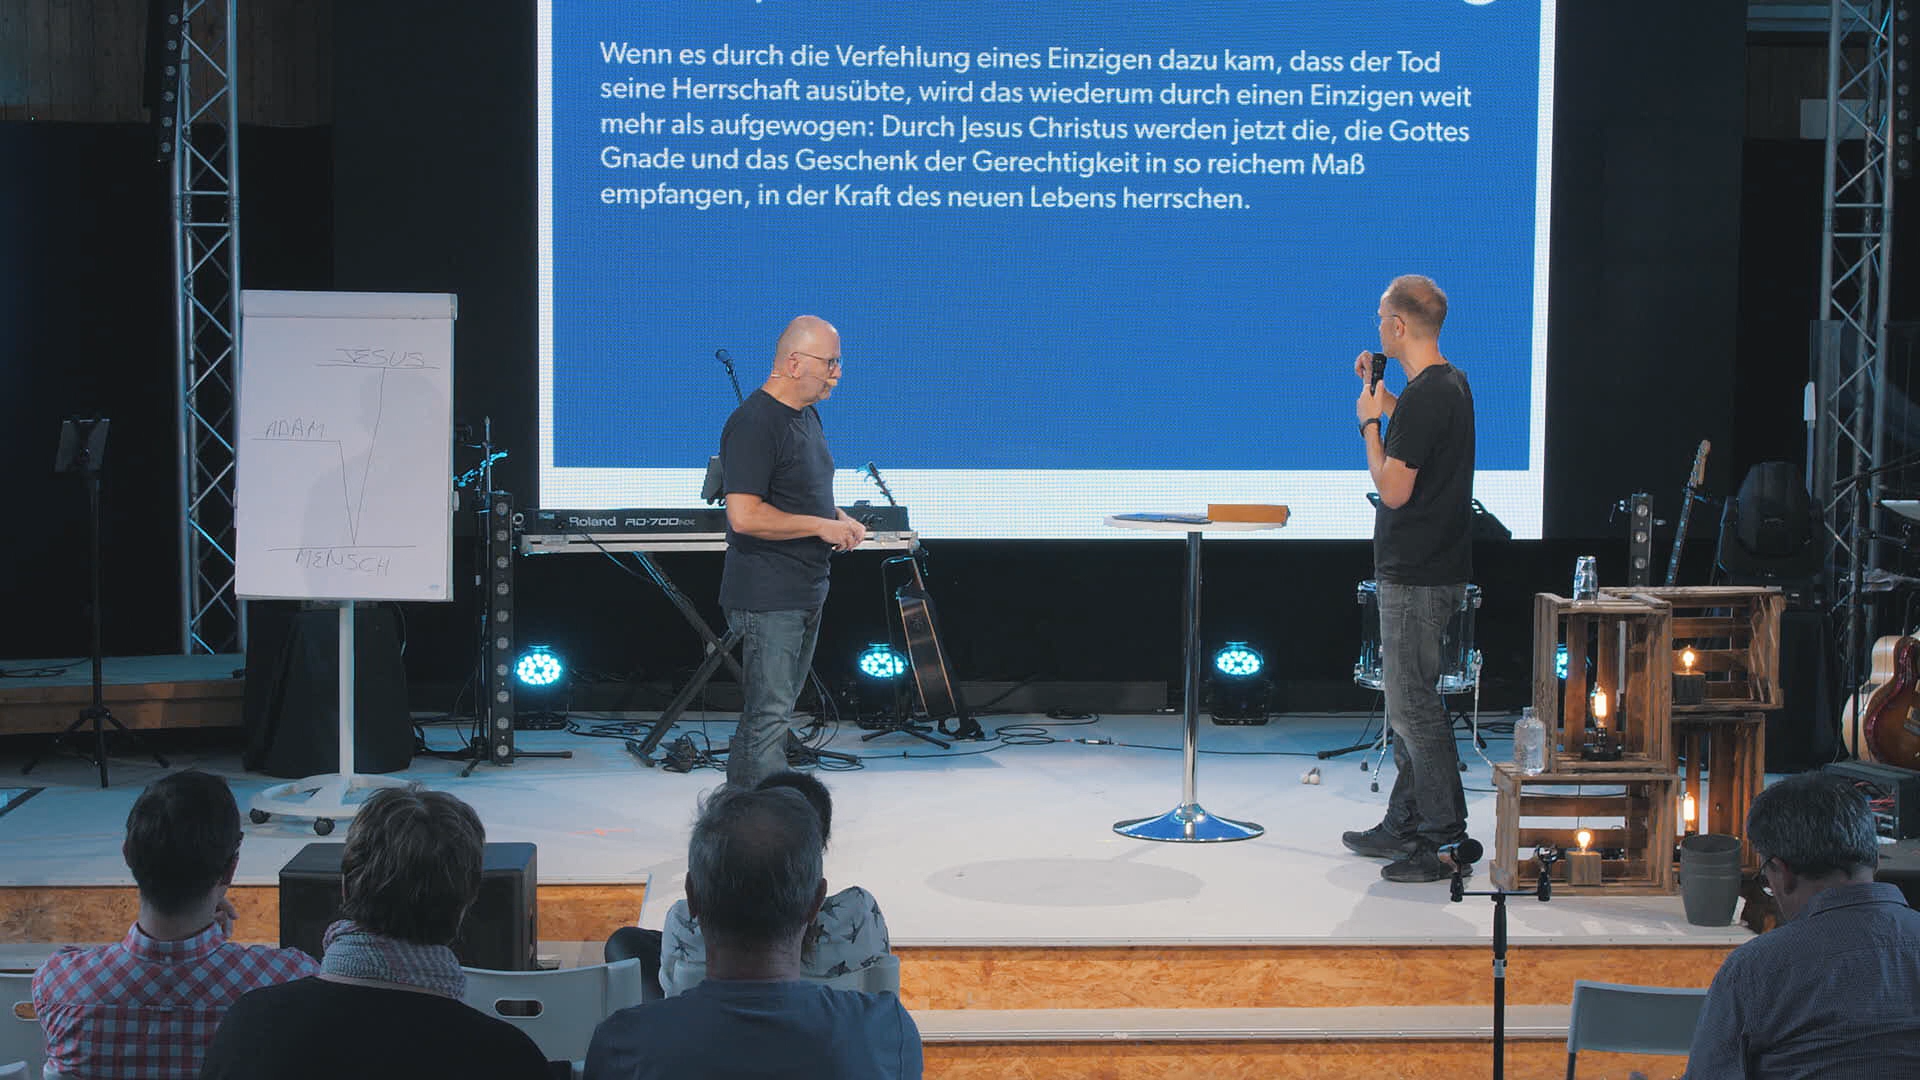 Wenn es durch die Verfehlung eines Einzigen dazu kam, dass der Tod
seine Herrschaft ausübte, wird das wiederum durch einen Einzigen weit
mehr als aufgewogen: Durch Jesus Christus werden jetzt die, die Gottes
Gnade und das Geschenk der Gerechtigkeit in so reichem Maß
empfangen, in der Kraft des neuen Lebens herrschen.
JESUS
ADAM
MENSCH
Roland RD-700NX